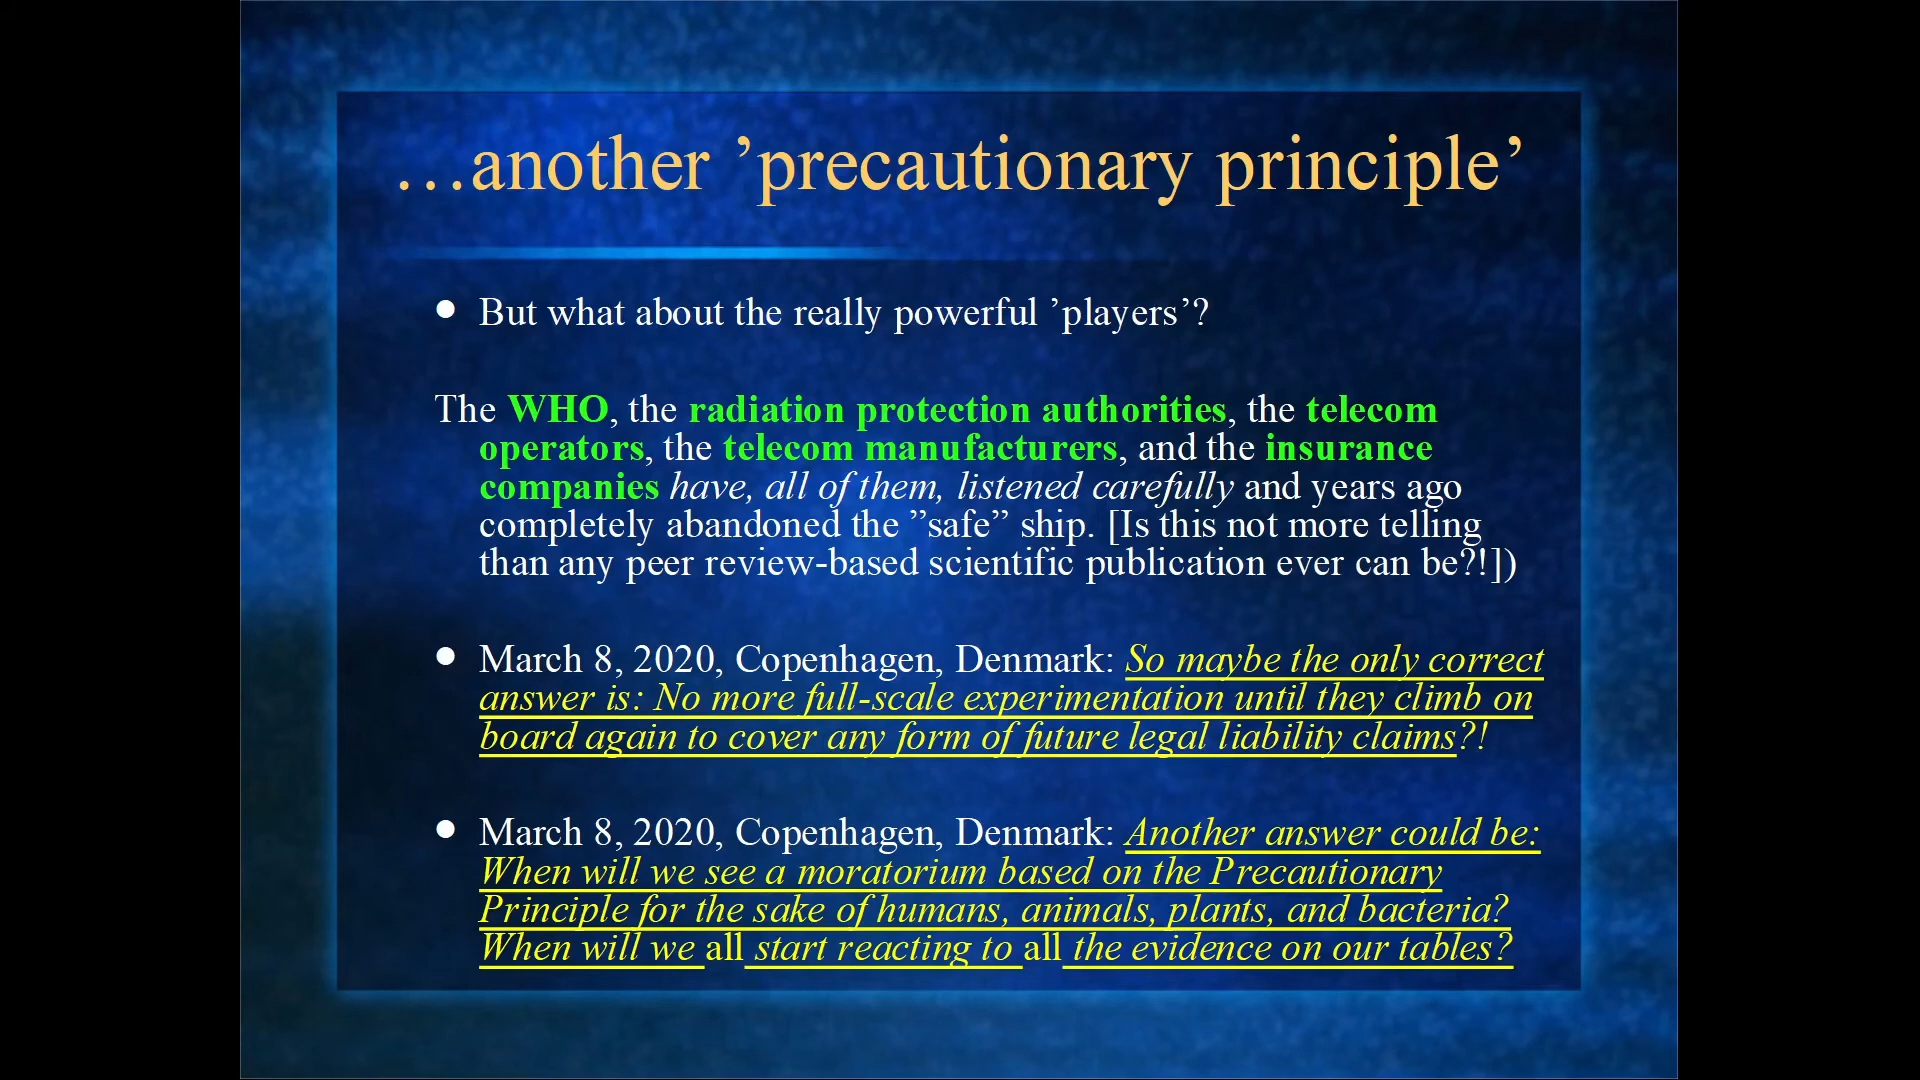 …another ’precautionary principle’
• But what about the really powerful ’players’?
The WHO, the radiation protection authorities, the telecom
operators, the telecom manufacturers, and the insurance
companies have, all of them, listened carefully and years ago
completely abandoned the ”safe” ship. [Is this not more telling
than any peer review-based scientific publication ever can be?!])
• March 8, 2020, Copenhagen, Denmark: So maybe the only correct
answer is: No more full-scale experimentation until they climb on
board again to cover any form of future legal liability claims?!
• March 8, 2020, Copenhagen, Denmark: Another answer could be:
When will we see a moratorium based on the Precautionary
Principle for the sake of humans, animals, plants, and bacteria?
When will we all start reacting to all the evidence on our tables?